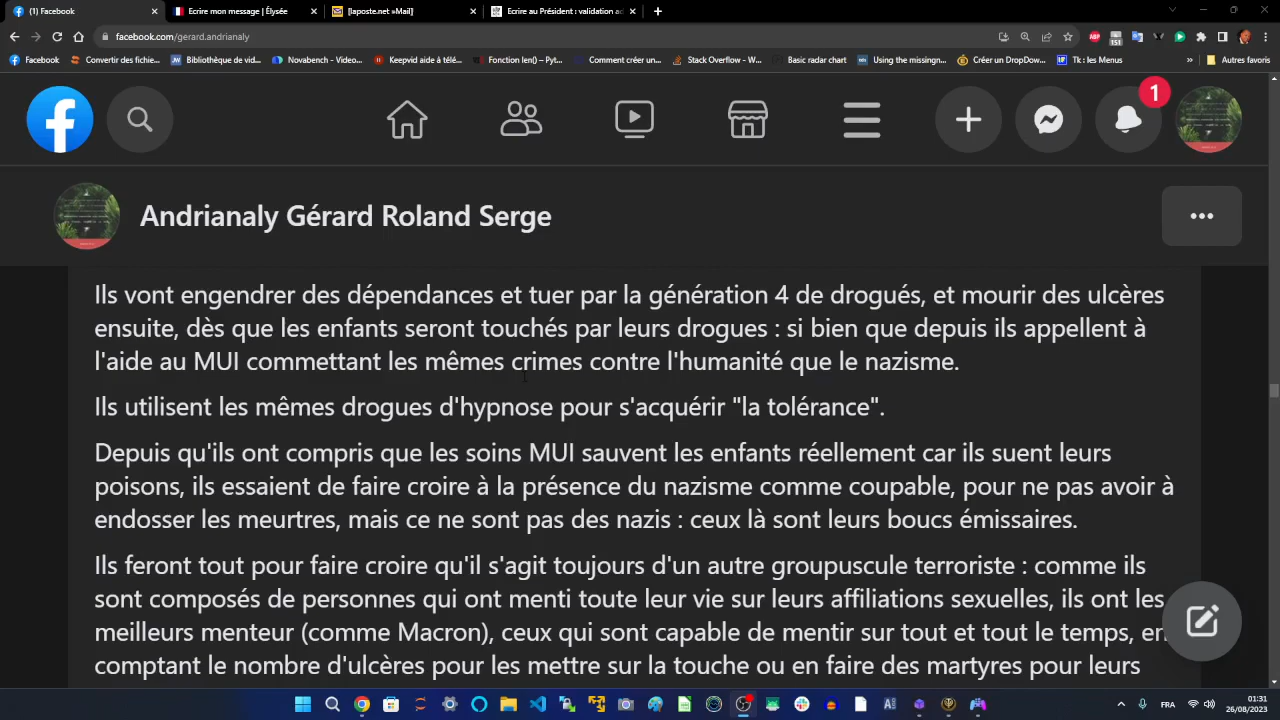 (1) Facebook
Ecrire mon message | Élysée
[laposte.net »Mail]
Ecrire au Président : validation ad
facebook.com/gerard.andrianaly
Facebook
Convertir des fichie...
Bibliothèque de vid...
Novabench - Video...
Keepvid aide à télé...
Fonction len() – Pyt...
Comment créer un...
Stack Overflow - W...
Basic radar chart
Using the missingn...
Créer un DropDow...
Tk : les Menus
»
Autres favoris
1
Andrianaly Gérard Roland Serge
Ils vont engendrer des dépendances et tuer par la génération 4 de drogués, et mourir des ulcères
ensuite, dès que les enfants seront touchés par leurs drogues : si bien que depuis ils appellent à
l'aide au MUI commettant les mêmes crimes contre l'humanité que le nazisme.
Ils utilisent les mêmes drogues d'hypnose pour s'acquérir "la tolérance".
Depuis qu'ils ont compris que les soins MUI sauvent les enfants réellement car ils suent leurs
poisons, ils essaient de faire croire à la présence du nazisme comme coupable, pour ne pas avoir à
endosser les meurtres, mais ce ne sont pas des nazis : ceux là sont leurs boucs émissaires.
Ils feront tout pour faire croire qu'il s'agit toujours d'un autre groupuscule terroriste : comme ils
sont composés de personnes qui ont menti toute leur vie sur leurs affiliations sexuelles, ils ont les
meilleurs menteur (comme Macron), ceux qui sont capable de mentir sur tout et tout le temps, en
comptant le nombre d'ulcères pour les mettre sur la touche ou en faire des martyres pour leurs
FRA
01:31
26/08/2023